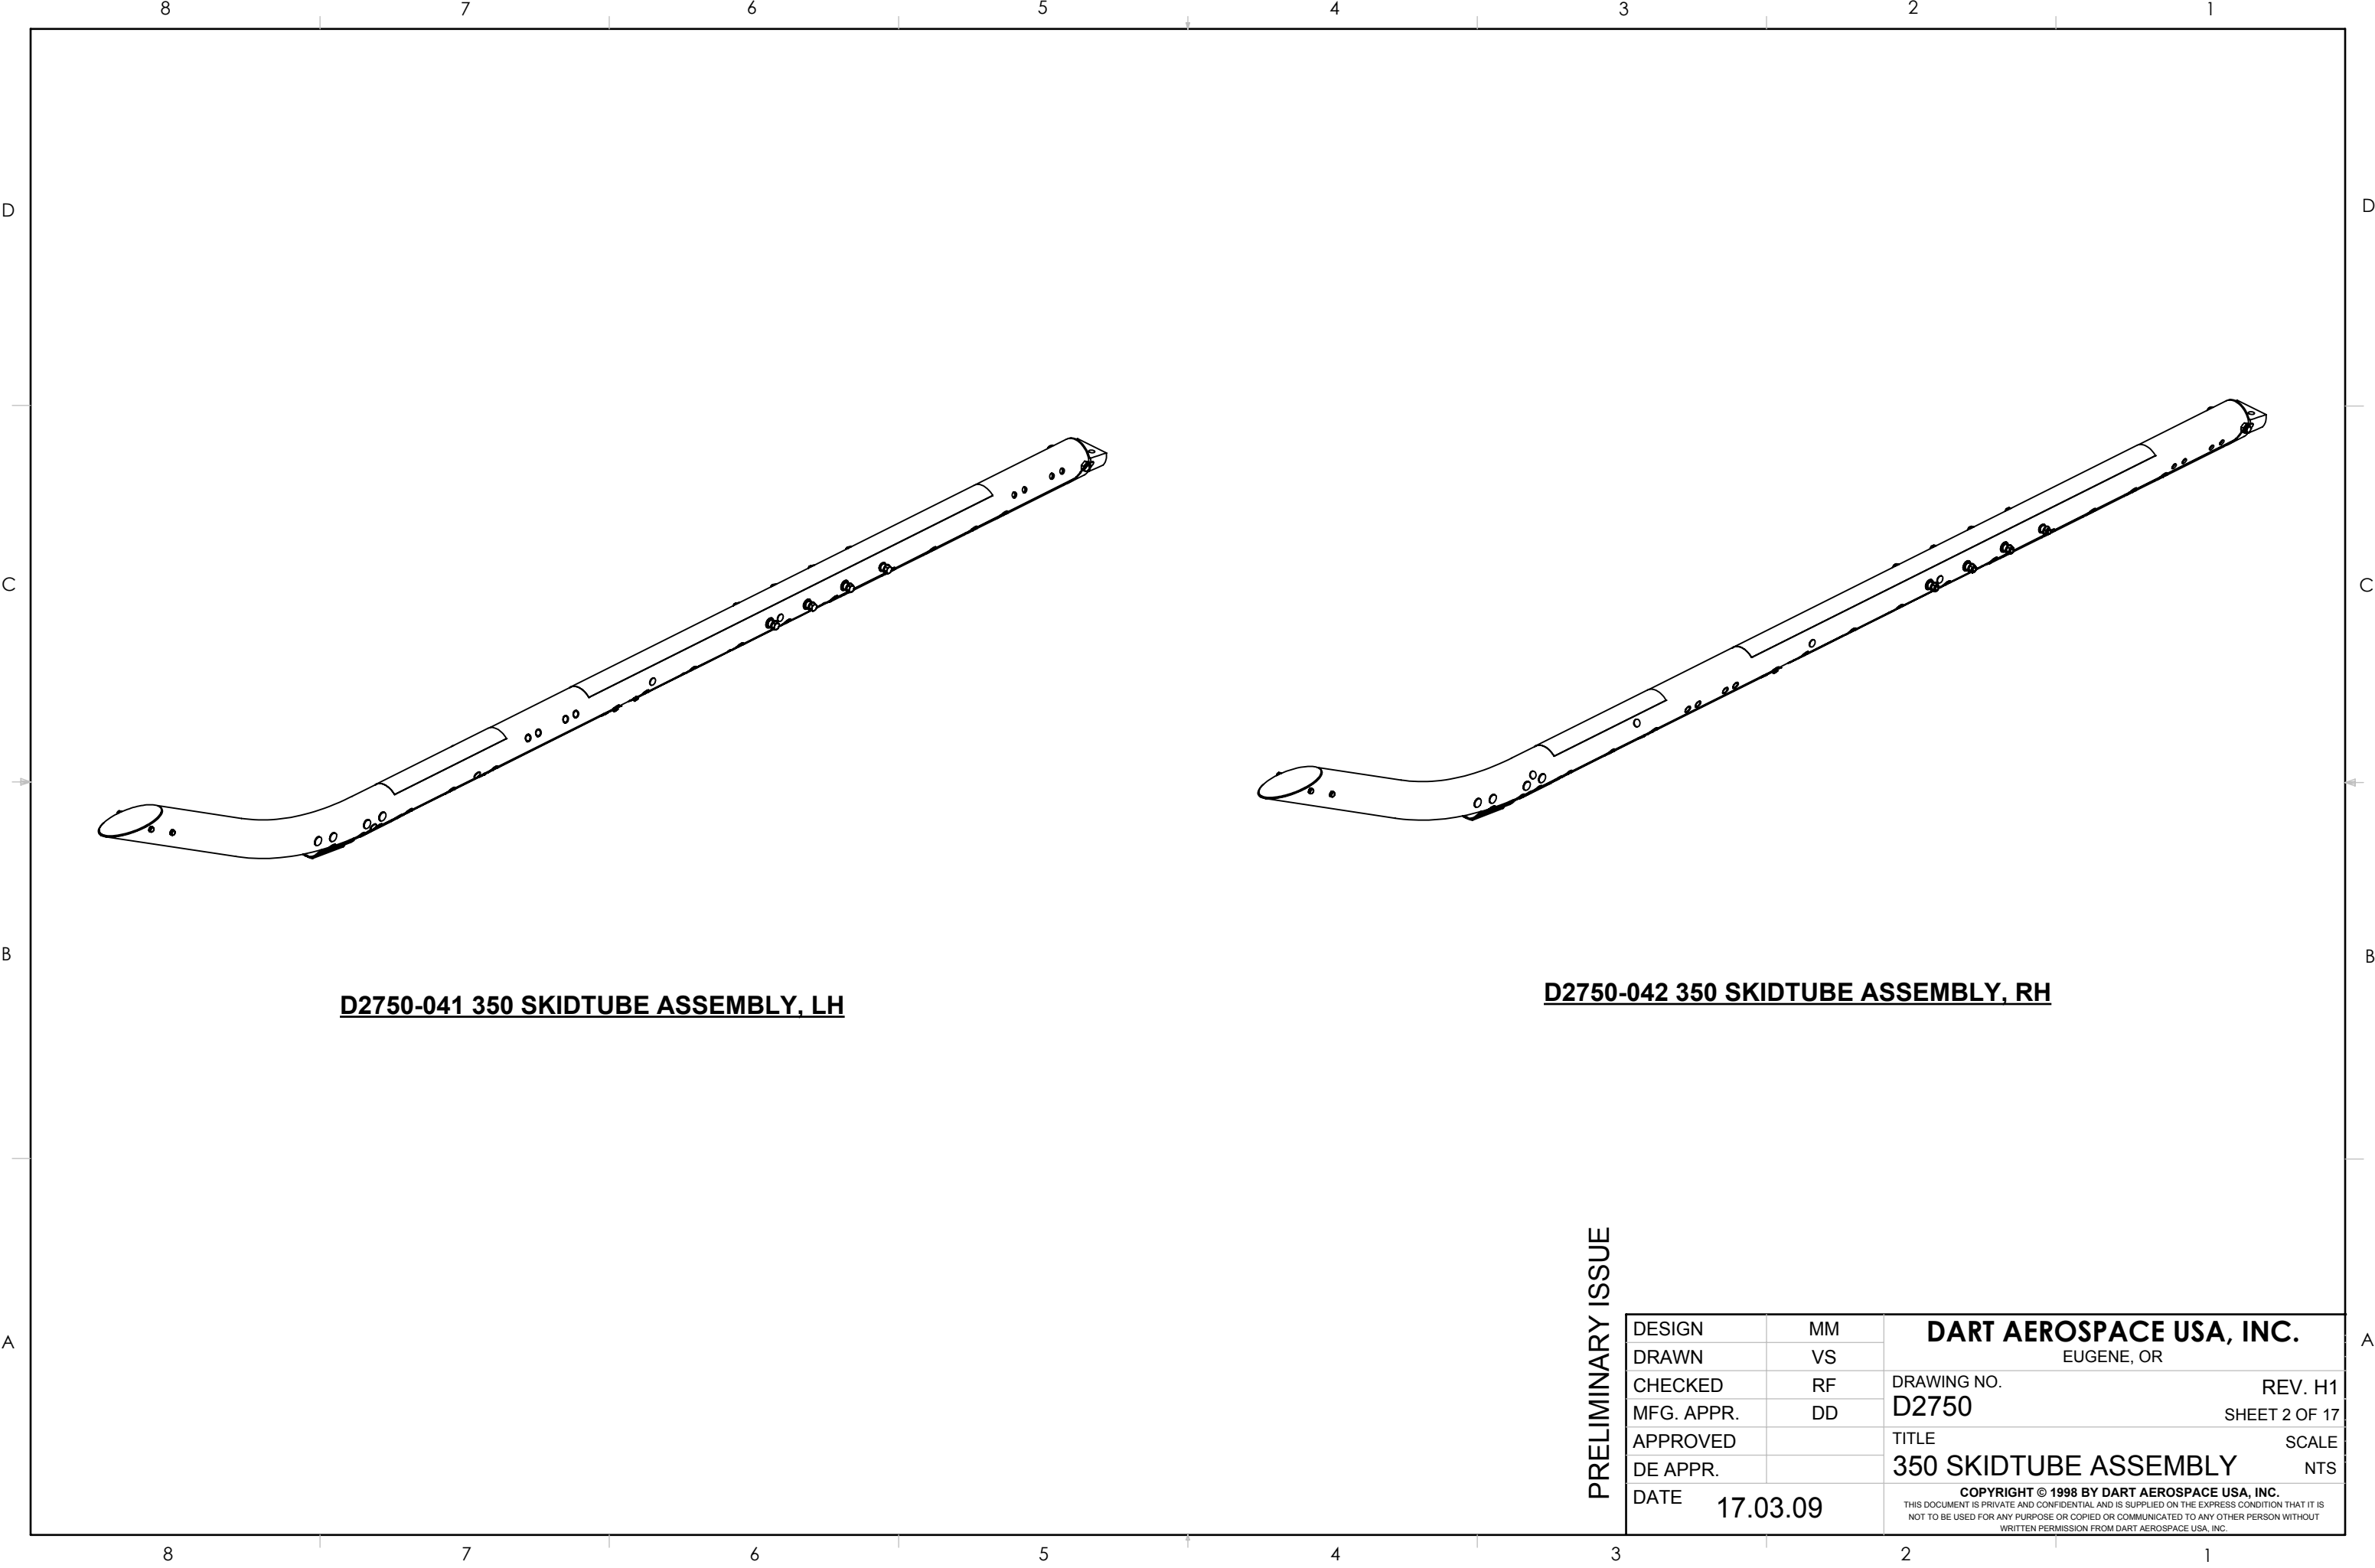 8 7 6 5 4 3 2 1
D D
C C
B B
D2750-041 350 SKIDTUBE ASSEMBLY, LH
D2750-042 350 SKIDTUBE ASSEMBLY, RH
A A
PRELIMINARY ISSUE
DESIGN MM
DRAWN VS
CHECKED RF
MFG. APPR. DD
APPROVED
DE APPR.
DATE 17.03.09
DART AEROSPACE USA, INC.
EUGENE, OR
DRAWING NO. REV. H1
D2750 SHEET 2 OF 17
TITLE SCALE
350 SKIDTUBE ASSEMBLY NTS
COPYRIGHT © 1998 BY DART AEROSPACE USA, INC.
THIS DOCUMENT IS PRIVATE AND CONFIDENTIAL AND IS SUPPLIED ON THE EXPRESS CONDITION THAT IT IS
NOT TO BE USED FOR ANY PURPOSE OR COPIED OR COMMUNICATED TO ANY OTHER PERSON WITHOUT
WRITTEN PERMISSION FROM DART AEROSPACE USA, INC.
8 7 6 5 4 3 2 1